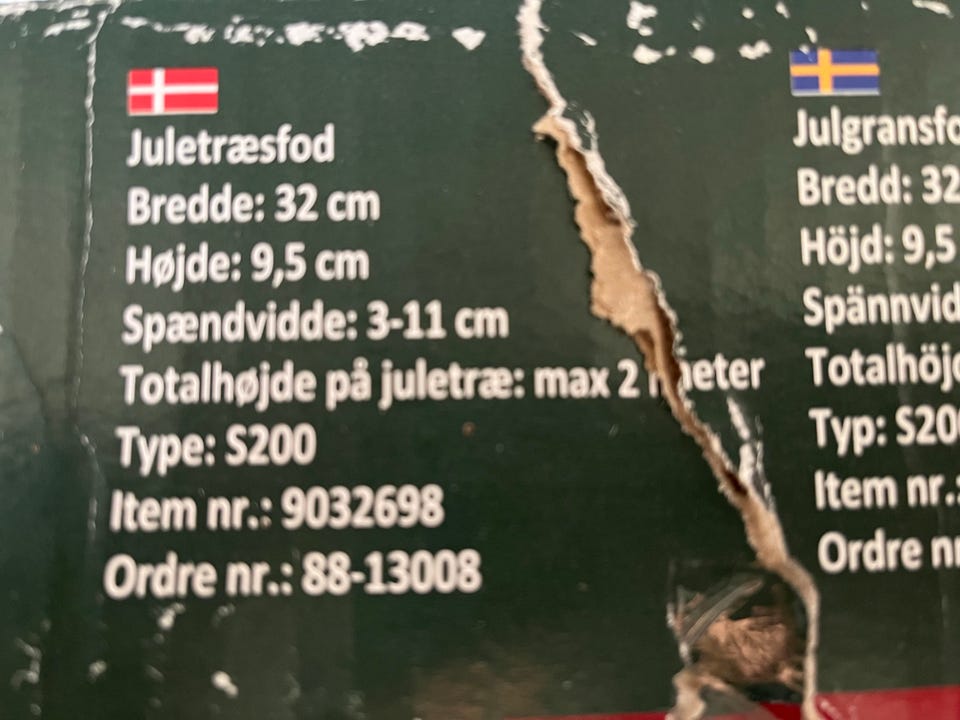 Juletræsfod
Bredde: 32 cm
Højde: 9,5 cm
Spændvidde: 3-11 cm
Totalhøjde på juletræ: max 2 meter
Type: S200
Item nr.: 9032698
Ordre nr.: 88-13008
Julgransfo
Bredd: 32
Höjd: 9,5
Spännvid
Totalhöjd
Typ: S200
Item nr.:
Ordre nr